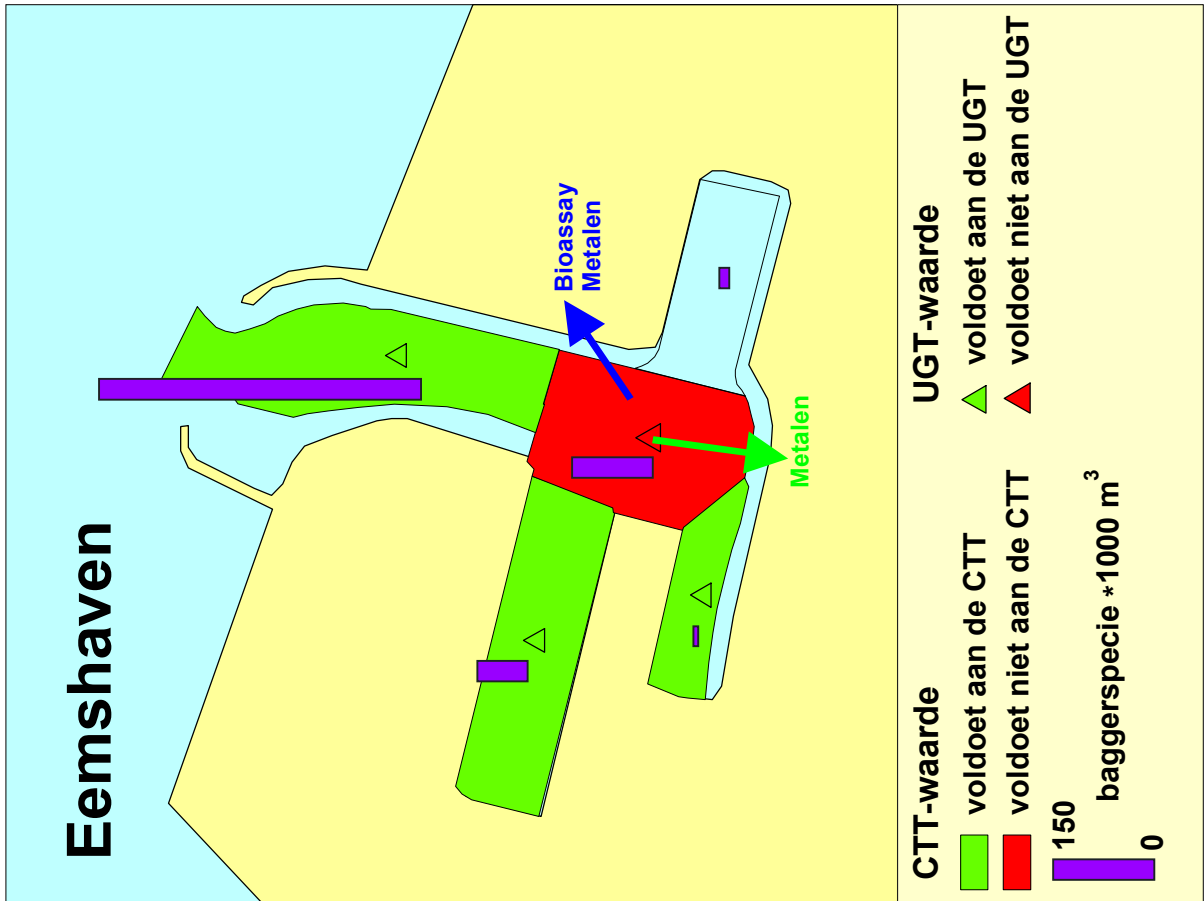 Eemshaven
Bioassay
Metalen
Metalen
CTT-waarde
voldoet aan de CTT
voldoet niet aan de CTT
150
0
baggerspecie *1000 m³
UGT-waarde
voldoet aan de UGT
voldoet niet aan de UGT